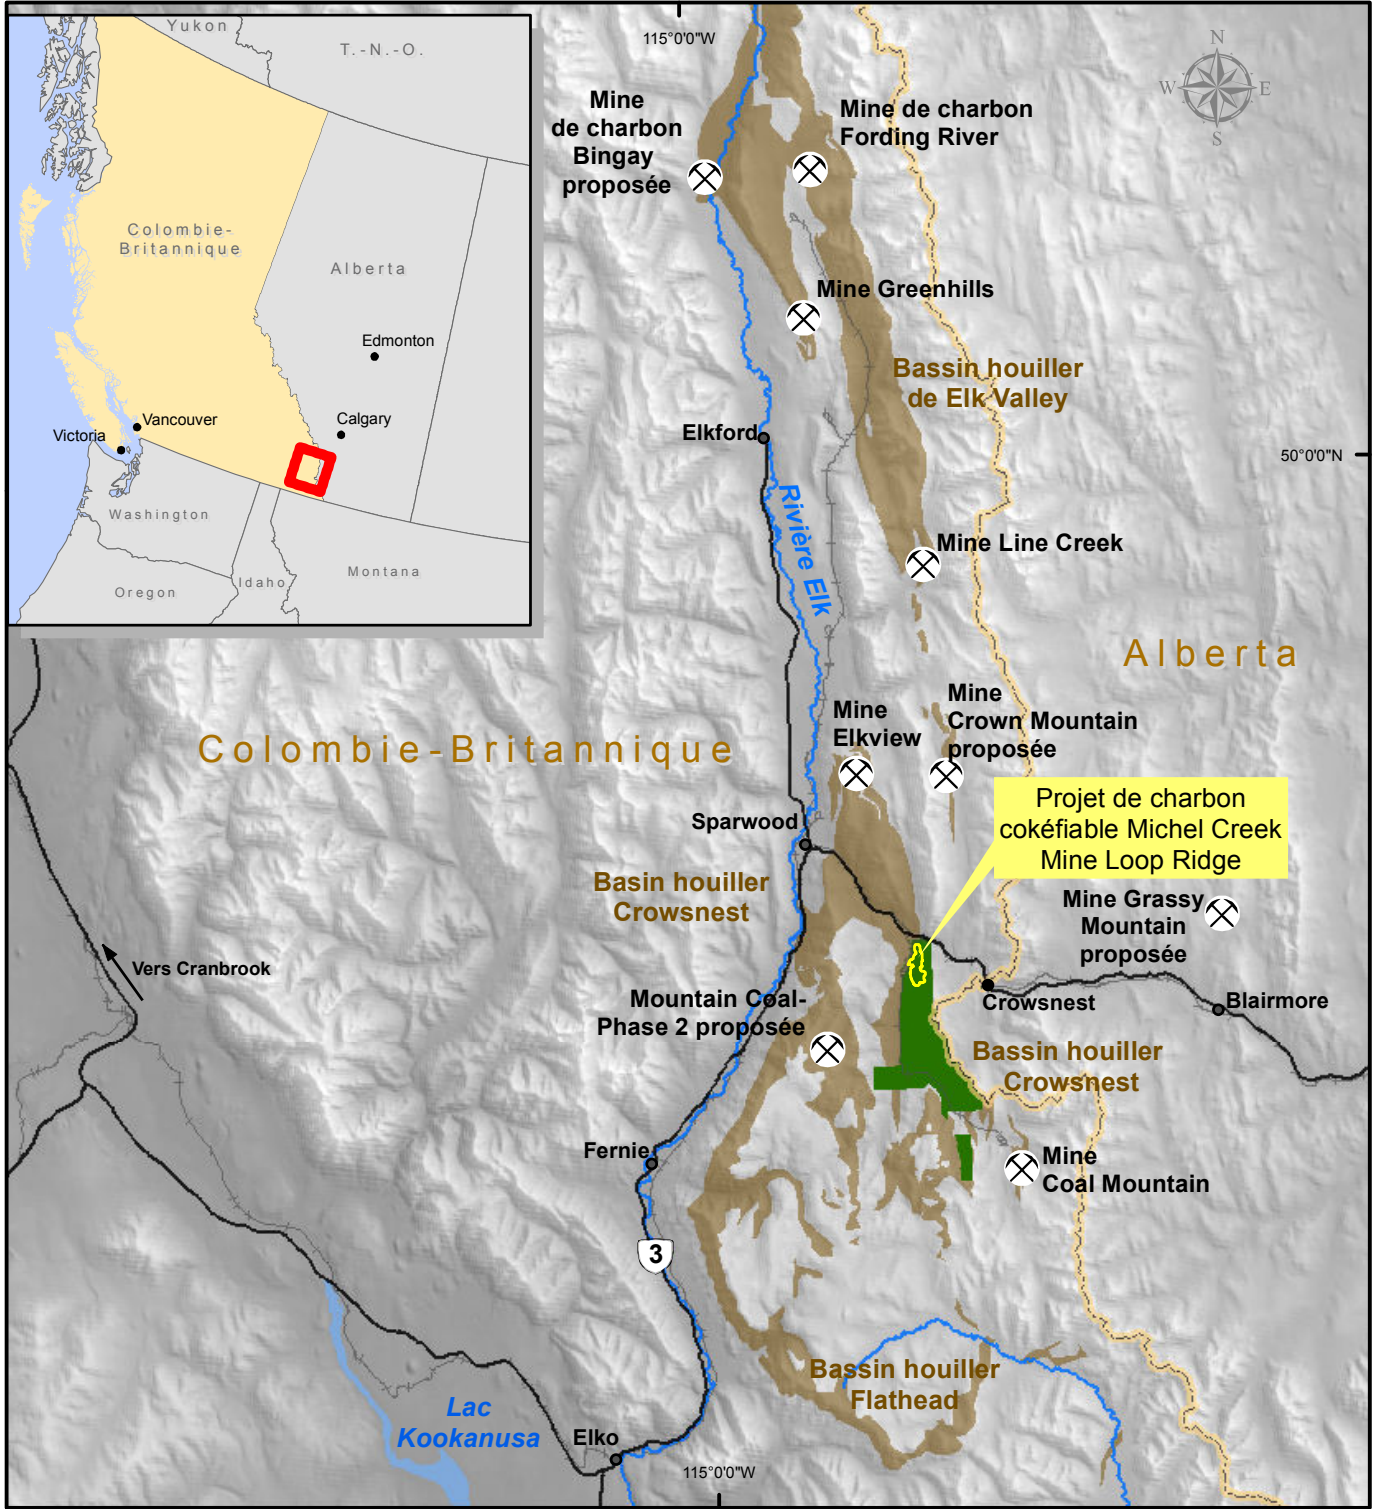 Yukon
T.-N.-O.
Colombie-
Britannique
Alberta
Edmonton
Calgary
Vancouver
Victoria
Washington
Oregon
Idaho
Montana
115°0'0"W
N
W
E
S
Mine
de charbon
Bingay
proposée
Mine de charbon
Fording River
Mine Greenhills
Bassin houiller
de Elk Valley
Elkford
50°0'0"N
Rivière Elk
Mine Line Creek
Alberta
Colombie-Britannique
Mine
Elkview
Mine
Crown Mountain
proposée
Projet de charbon
cokéfiable Michel Creek
Mine Loop Ridge
Sparwood
Basin houiller
Crowsnest
Mine Grassy
Mountain
proposée
Vers Cranbrook
Crowsnest
Blairmore
Mountain Coal-
Phase 2 proposée
Bassin houiller
Crowsnest
Fernie
Mine
Coal Mountain
3
Bassin houiller
Flathead
Lac
Kookanusa
Elko
115°0'0"W